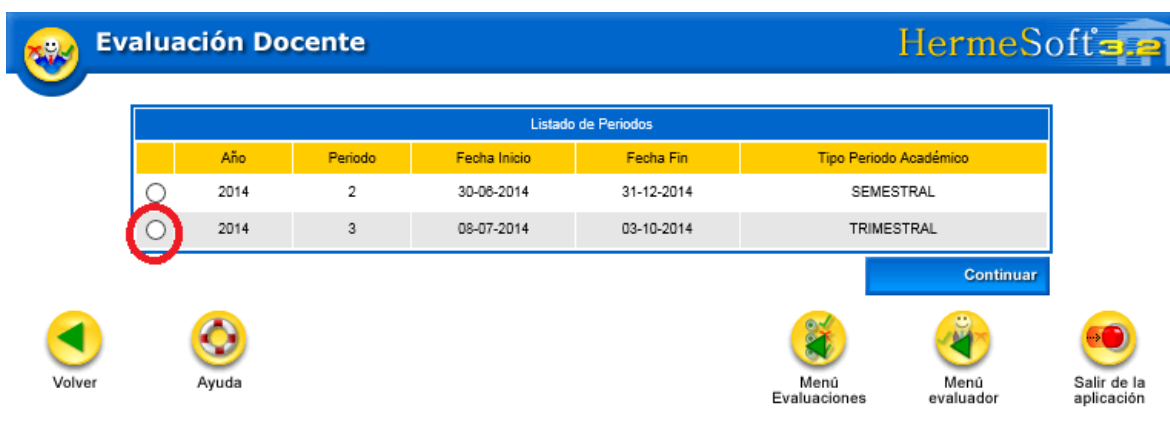 Evaluación Docente
HermeSoft 3.2
Listado de Periodos
Año Periodo Fecha Inicio Fecha Fin Tipo Periodo Académico
2014 2 30-06-2014 31-12-2014 SEMESTRAL
2014 3 08-07-2014 03-10-2014 TRIMESTRAL
Continuar
Volver
Ayuda
Menú
Evaluaciones
Menú
evaluador
Salir de la
aplicación